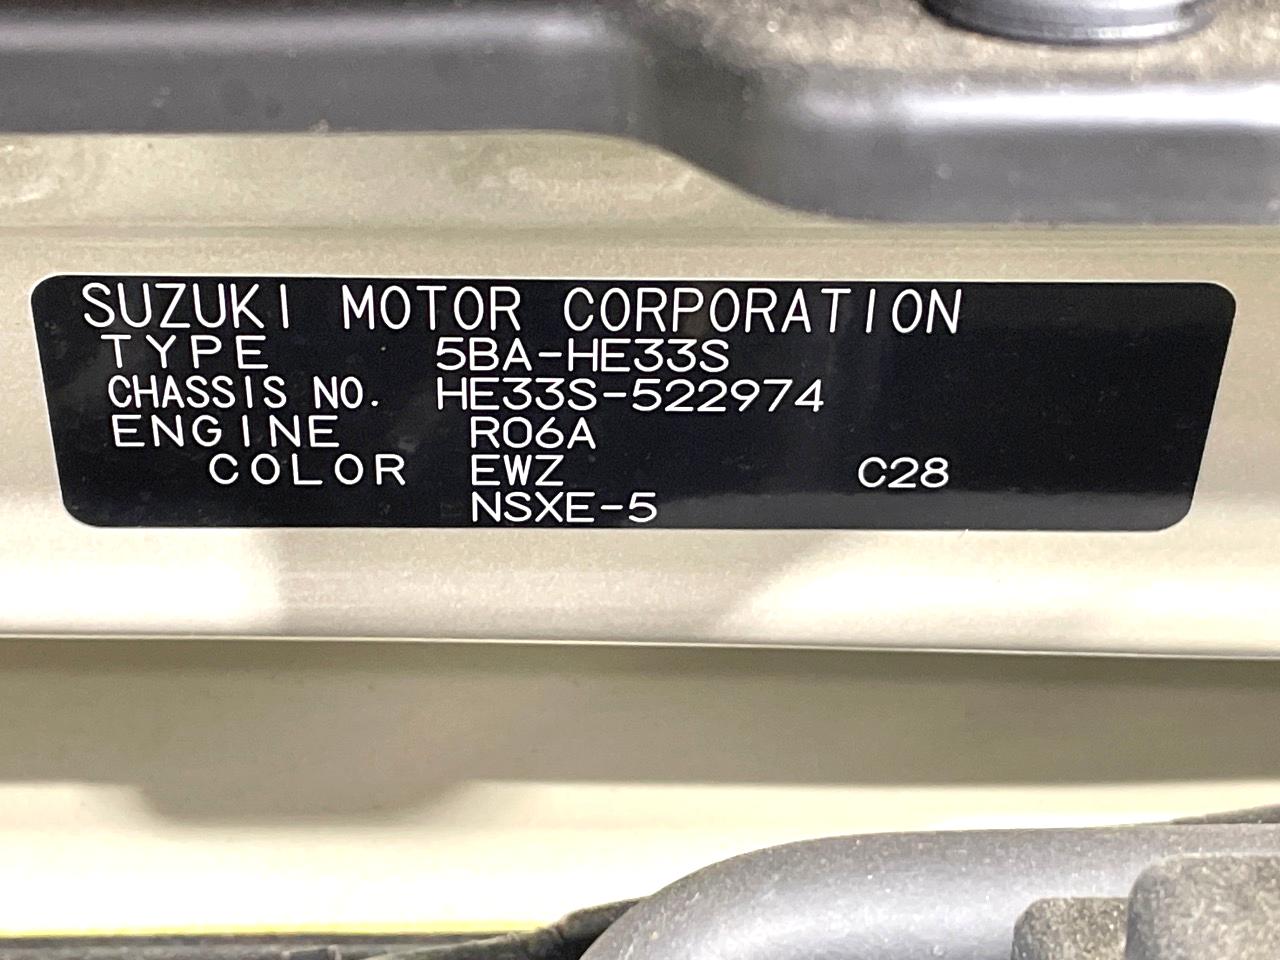 SUZUKI MOTOR CORPORATION
TYPE 5BA-HE33S
CHASSIS NO. HE33S-522974
ENGINE R06A
COLOR EWZ C28
NSXE-5